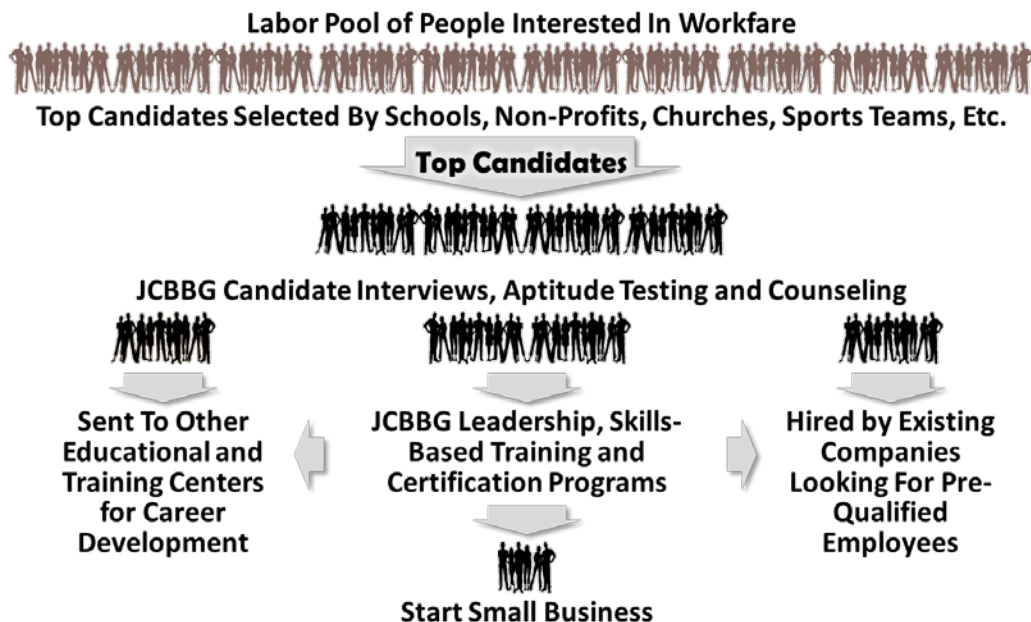 Labor Pool of People Interested In Workfare
Top Candidates Selected By Schools, Non-Profits, Churches, Sports Teams, Etc.
Top Candidates
JCBBG Candidate Interviews, Aptitude Testing and Counseling
Sent To Other
Educational and
Training Centers
for Career
Development
JCBBG Leadership, Skills-
Based Training and
Certification Programs
Hired by Existing
Companies
Looking For Pre-
Qualified
Employees
Start Small Business